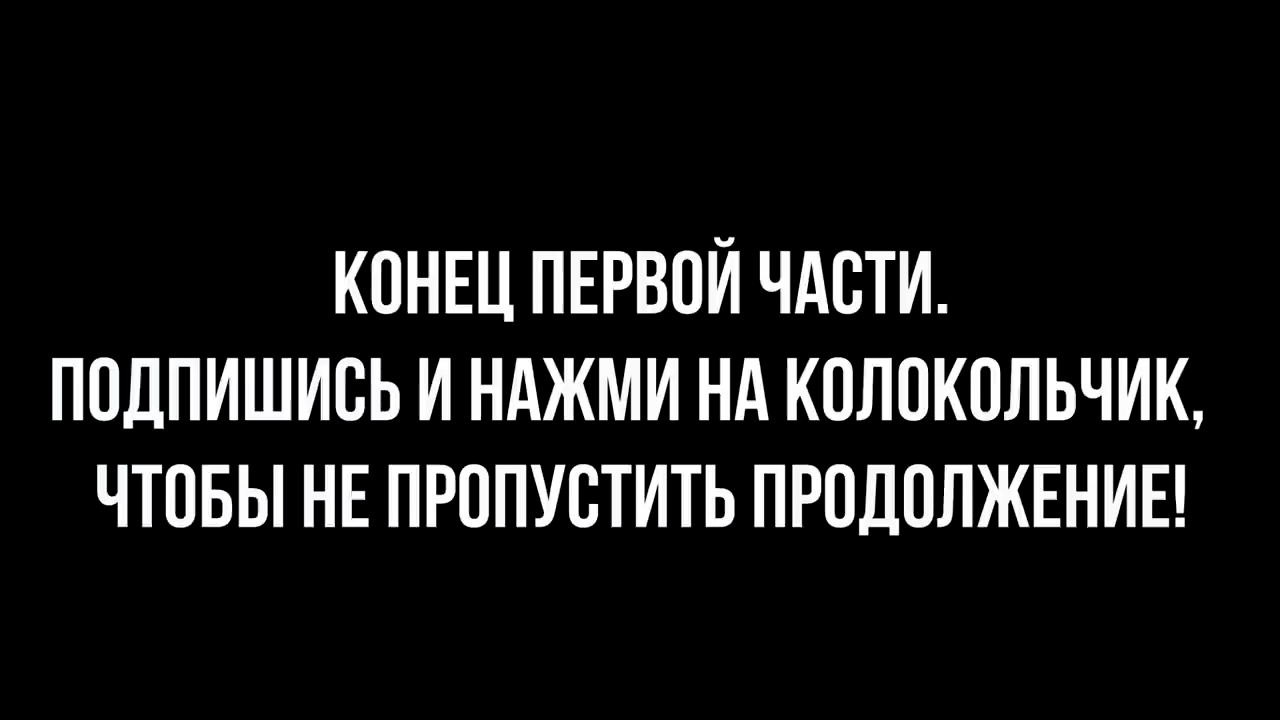 КОНЕЦ ПЕРВОЙ ЧАСТИ.
ПОДПИШИСЬ И НАЖМИ НА КОЛОКОЛЬЧИК,
ЧТОБЫ НЕ ПРОПУСТИТЬ ПРОДОЛЖЕНИЕ!